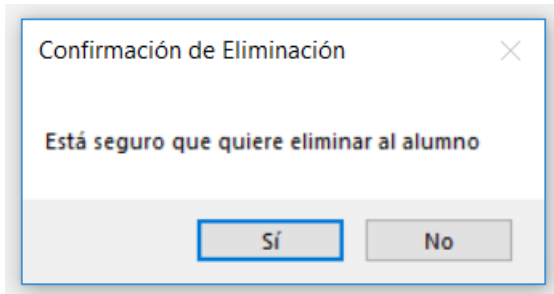 Confirmación de Eliminación
Está seguro que quiere eliminar al alumno
Sí
No